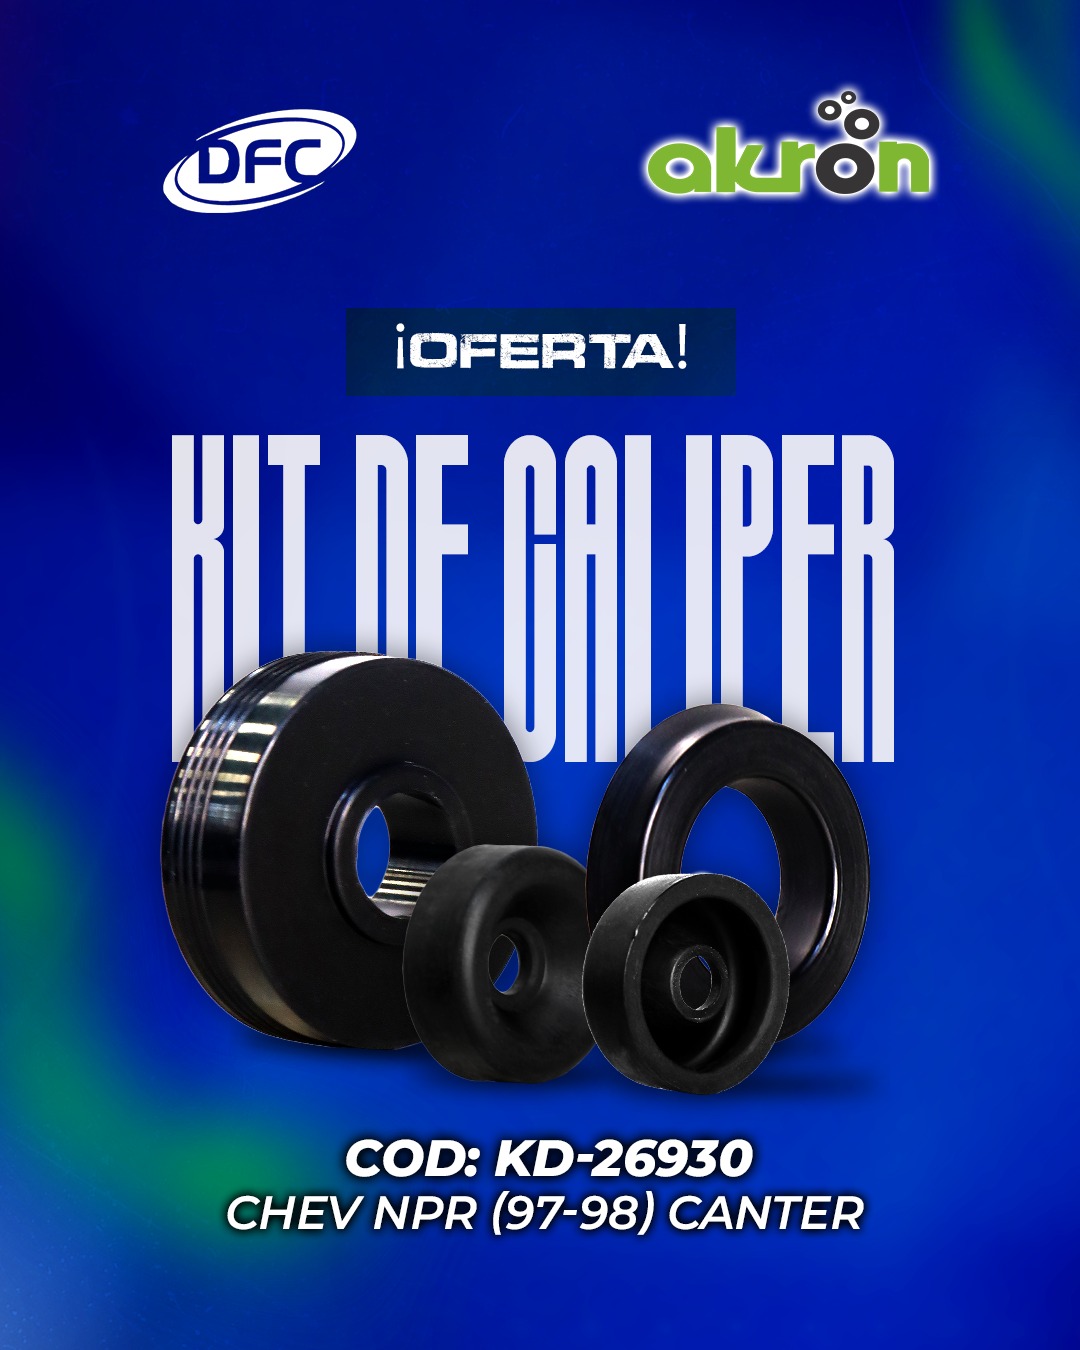 DFC
akron
¡OFERTA!
KIT DE CALIPER
COD: KD-26930
CHEV NPR (97-98) CANTER